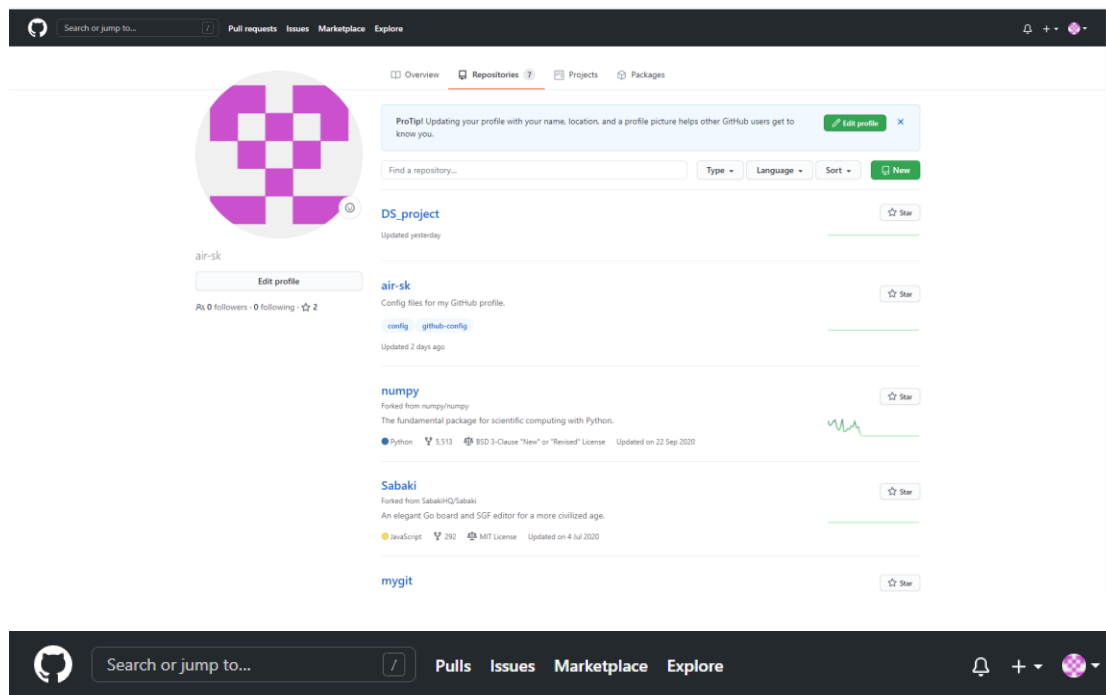 Search or jump to... / Pull requests Issues Marketplace Explore
Overview Repositories 7 Projects Packages
ProTip! Updating your profile with your name, location, and a profile picture helps other GitHub users get to
know you.
Edit profile
Find a repository... Type Language Sort New
DS_project Star
Updated yesterday
air-sk
Edit profile
0 followers · 0 following · 2
air-sk Star
Config files for my GitHub profile.
config github-config
Updated 2 days ago
numpy Star
Forked from numpy/numpy
The fundamental package for scientific computing with Python.
Python 5,513 BSD 3-Clause "New" or "Revised" License Updated on 22 Sep 2020
Sabaki Star
Forked from SabakiHQ/Sabaki
An elegant Go board and SGF editor for a more civilized age.
JavaScript 292 MIT License Updated on 4 Jul 2020
mygit Star
Search or jump to... / Pulls Issues Marketplace Explore